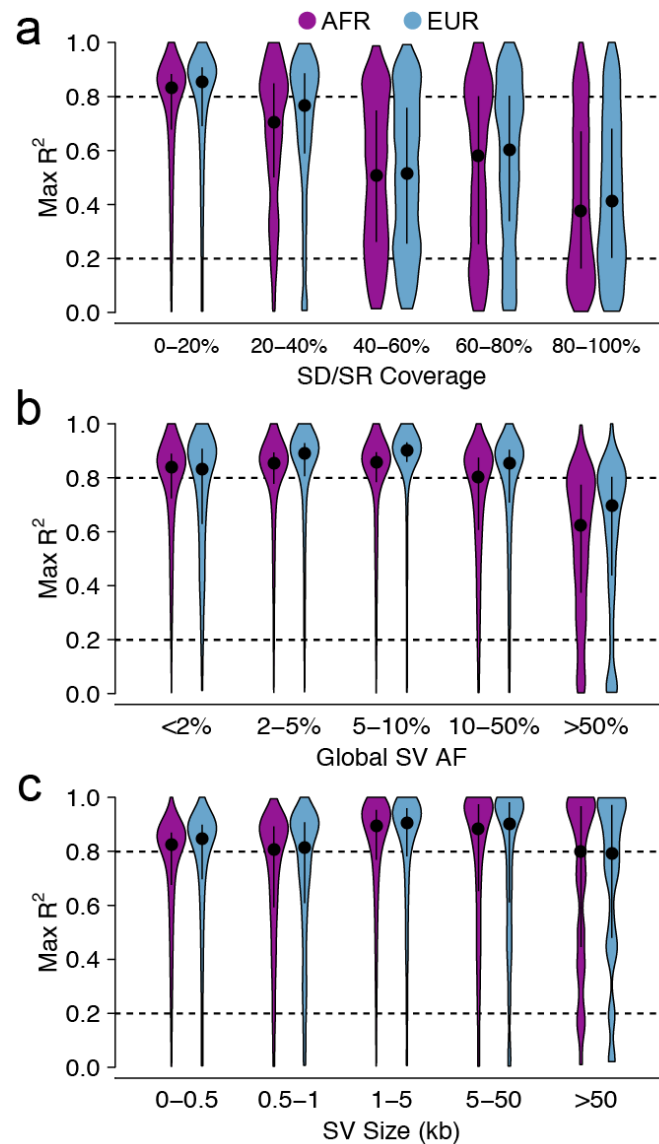 a
AFR EUR
1.0
0.8
0.6
0.4
0.2
0.0
Max R²
0−20% 20−40% 40−60% 60−80% 80−100%
SD/SR Coverage
b
1.0
0.8
0.6
0.4
0.2
0.0
Max R²
<2% 2−5% 5−10% 10−50% >50%
Global SV AF
c
1.0
0.8
0.8
0.4
0.2
0.0
Max R²
0−0.5 0.5−1 1−5 5−50 >50
SV Size (kb)